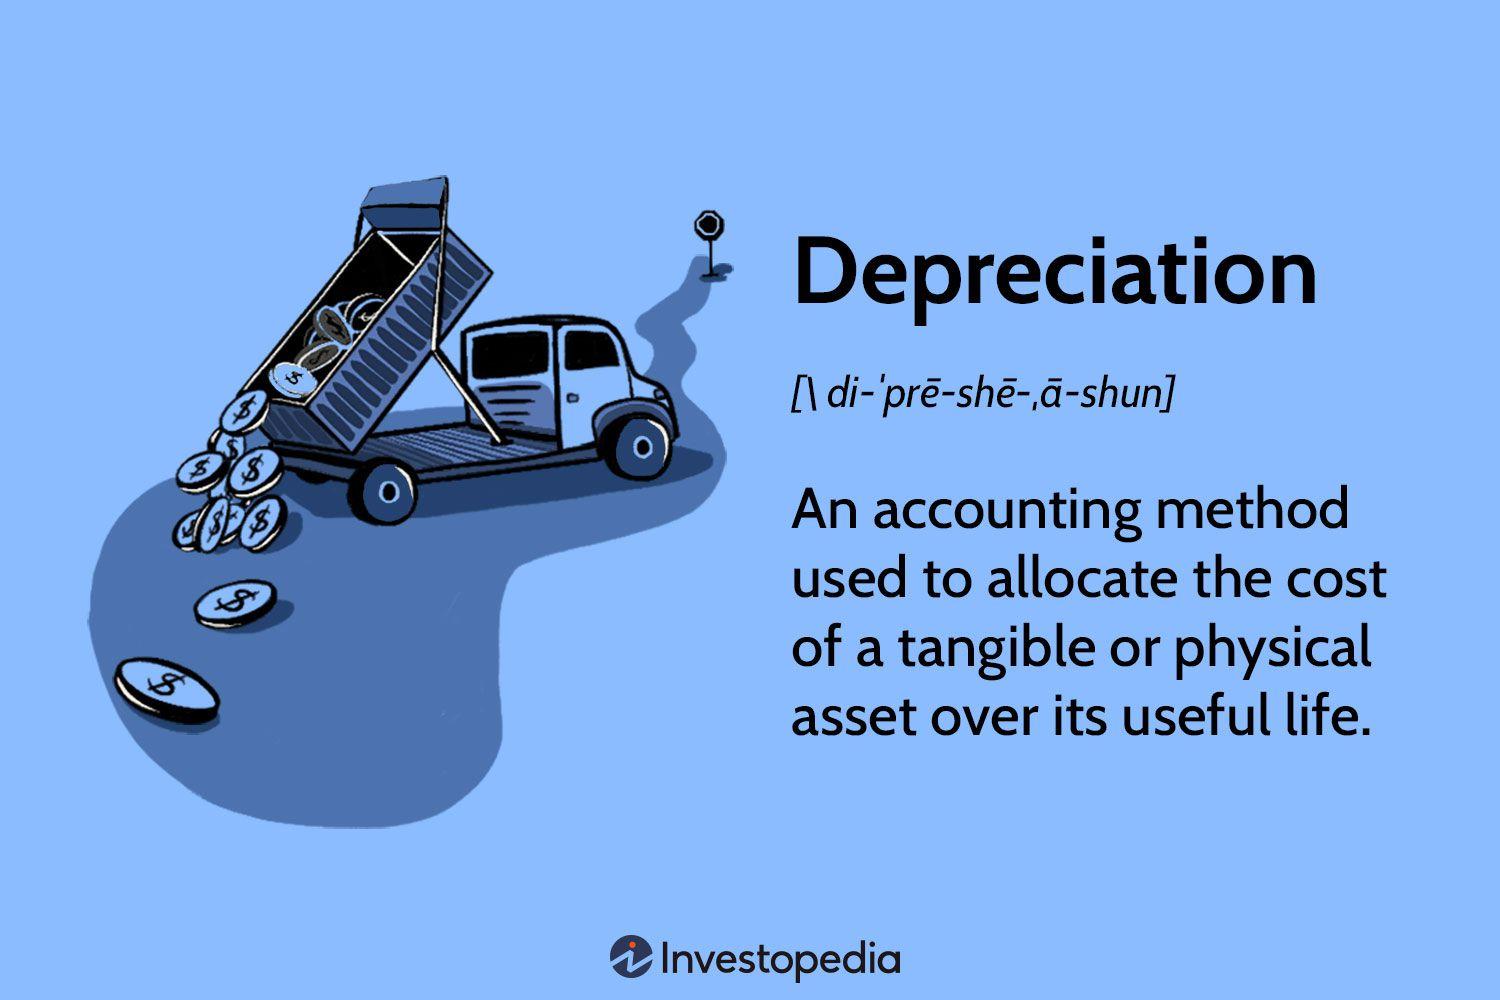 Depreciation
[\ di-ˈprē-shē-ˌā-shun]
An accounting method
used to allocate the cost
of a tangible or physical
asset over its useful life.
Investopedia